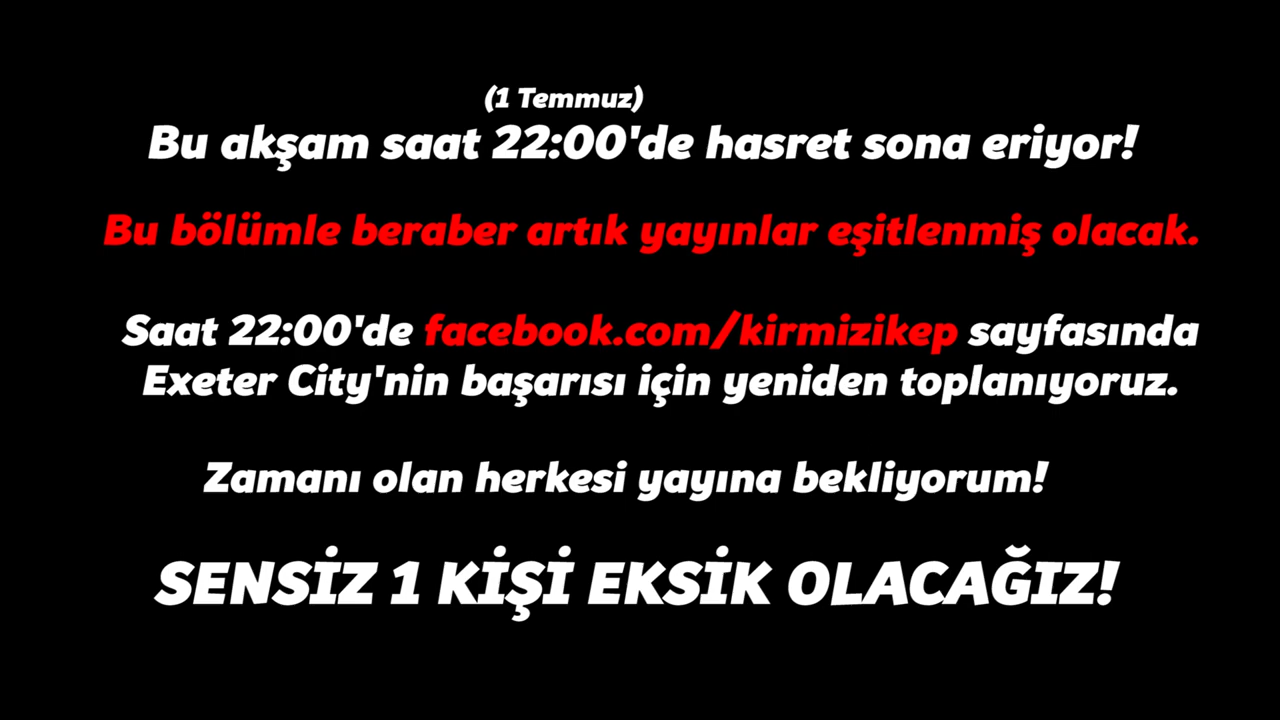 (1 Temmuz)
Bu akşam saat 22:00'de hasret sona eriyor!
Bu bölümle beraber artık yayınlar eşitlenmiş olacak.
Saat 22:00'de facebook.com/kirmizikep sayfasında
Exeter City'nin başarısı için yeniden toplanıyoruz.
Zamanı olan herkesi yayına bekliyorum!
SENSİZ 1 KİŞİ EKSİK OLACAĞIZ!